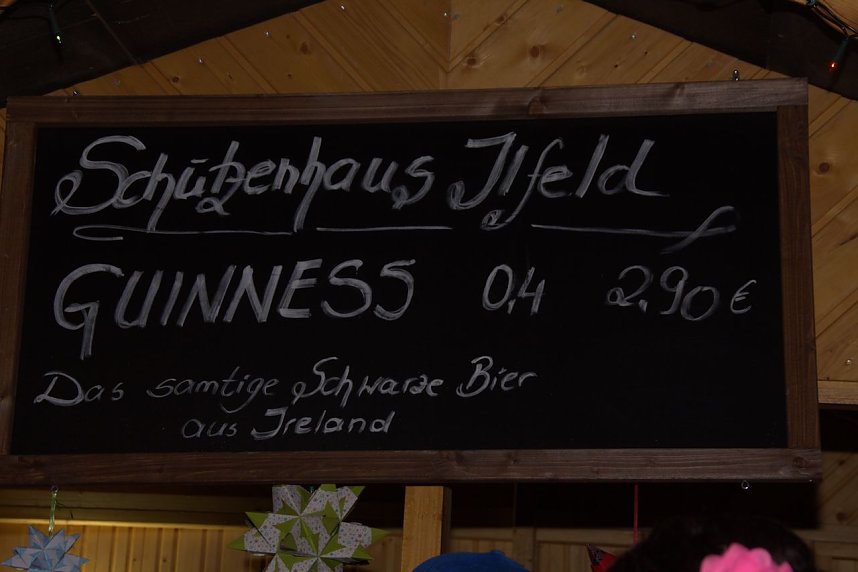 Schützenhaus Ilfeld
GUINNESS 0,4 2,90 €
Das samtige Schwarze Bier
aus Ireland